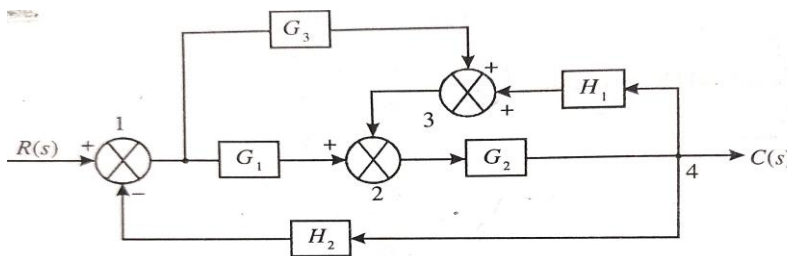 G₃
+
3
+
H₁
R(s)
+
1
G₁
+
2
G₂
4
C(s)
−
H₂